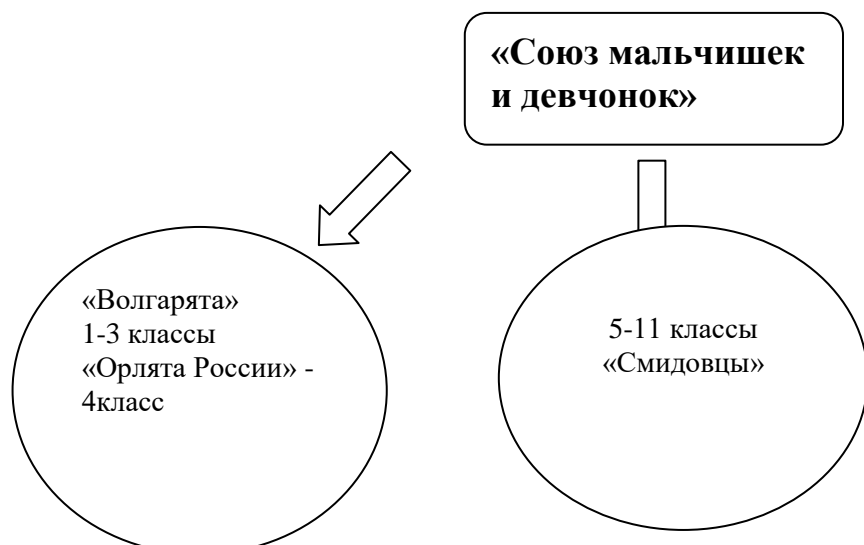 «Союз мальчишек
и девчонок»
«Волгарята»
1-3 классы
«Орлята России» -
4класс
5-11 классы
«Смидовцы»